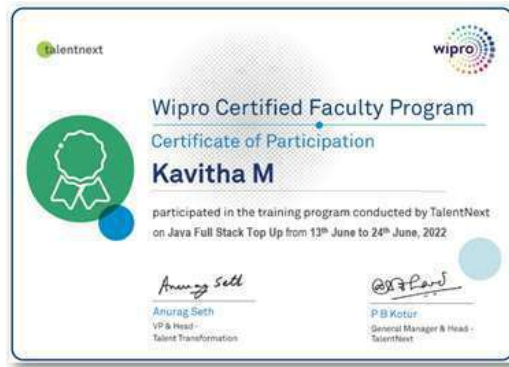 talentnext
wipro
Wipro Certified Faculty Program
Certificate of Participation
Kavitha M
participated in the training program conducted by TalentNext
on Java Full Stack Top Up from 13th June to 24th June, 2022
Anurag Seth
Anurag Seth
P B Kotur
VP & Head -
General Manager & Head -
Talent Transformation
TalentNext